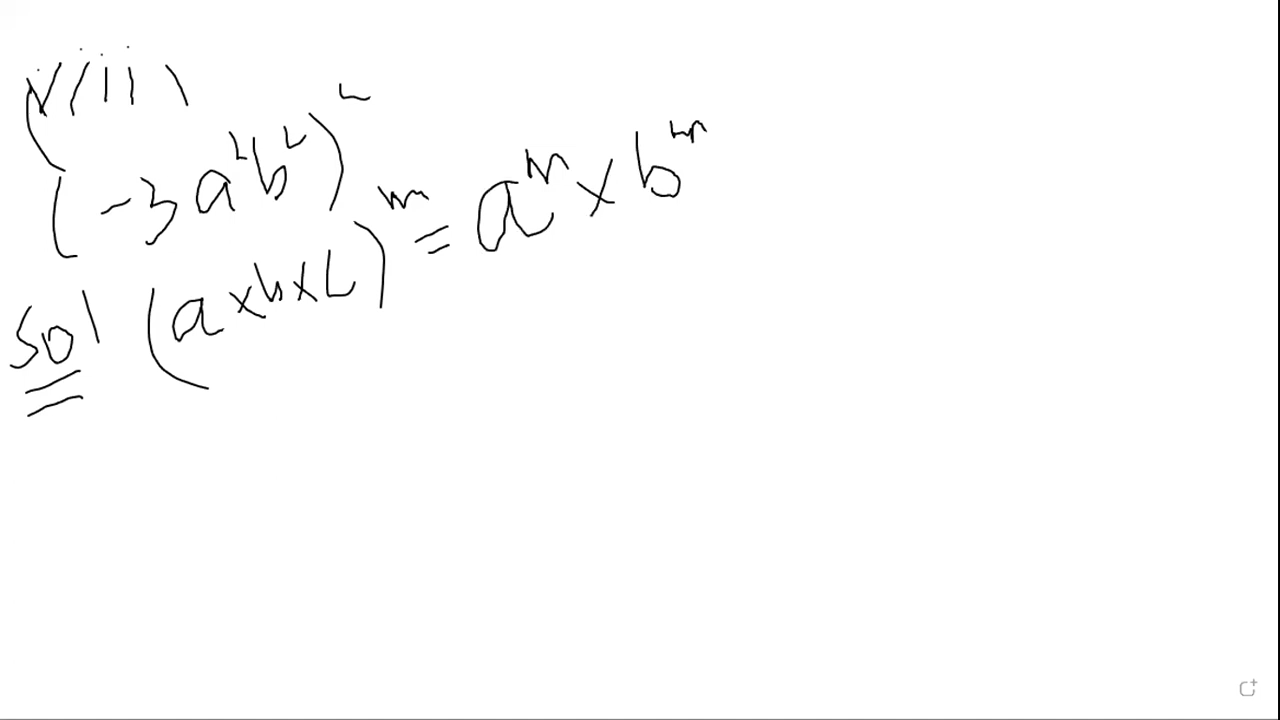 (viii)
(-3a²b²)²
Sol (a×b×c)ᵐ = aᵐ × bᵐ